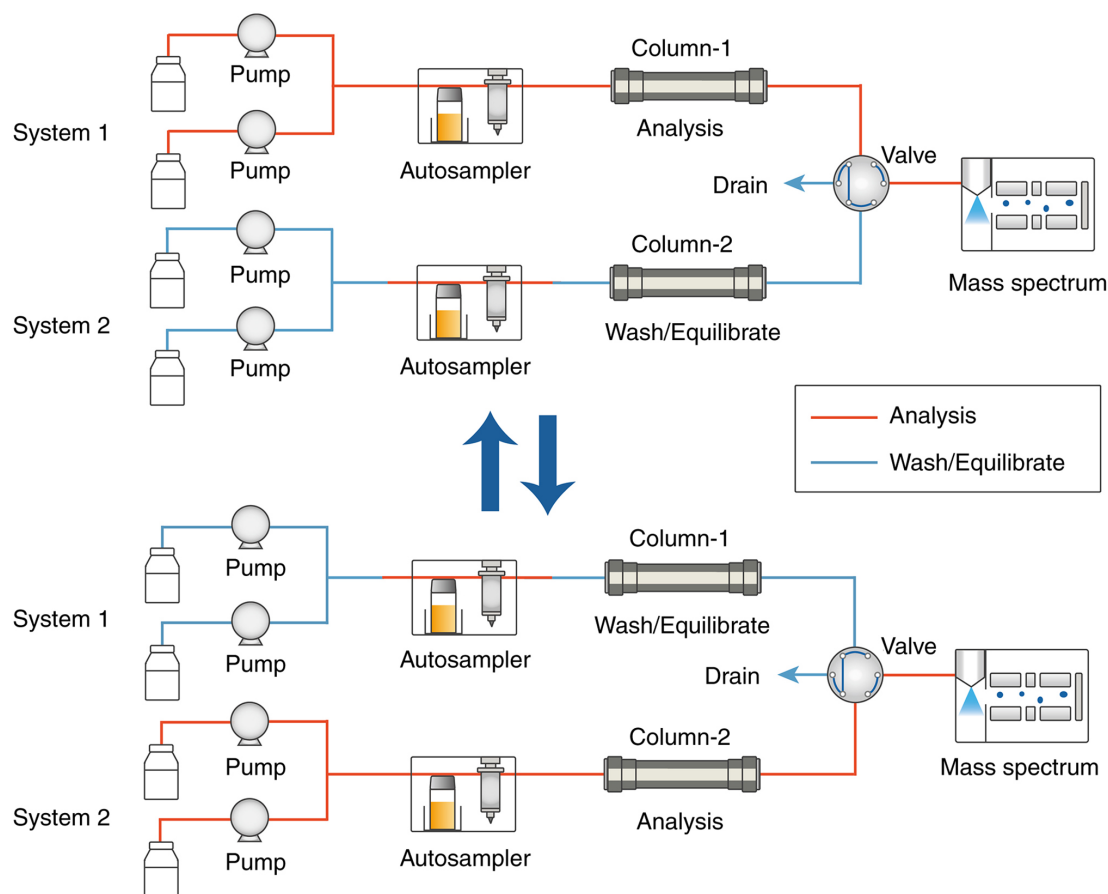 Column-1
Pump
System 1
Analysis
Valve
Pump
Autosampler
Drain
Column-2
Pump
Mass spectrum
System 2
Wash/Equilibrate
Pump
Autosampler
Analysis
Wash/Equilibrate
Column-1
Pump
System 1
Wash/Equilibrate
Valve
Pump
Autosampler
Drain
Column-2
Pump
Mass spectrum
System 2
Analysis
Pump
Autosampler